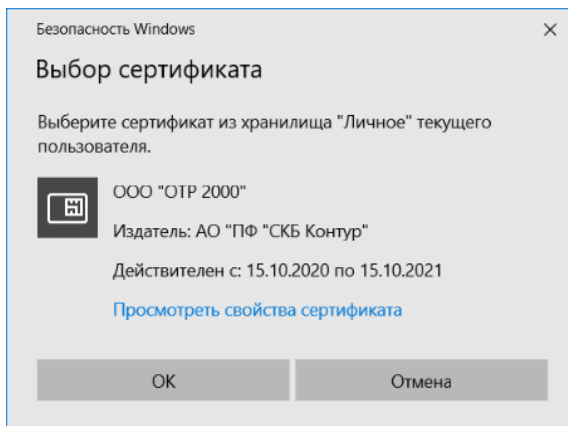 Безопасность Windows
Выбор сертификата
Выберите сертификат из хранилища "Личное" текущего
пользователя.
ООО "ОТР 2000"
Издатель: АО "ПФ "СКБ Контур"
Действителен с: 15.10.2020 по 15.10.2021
Просмотреть свойства сертификата
ОК
Отмена